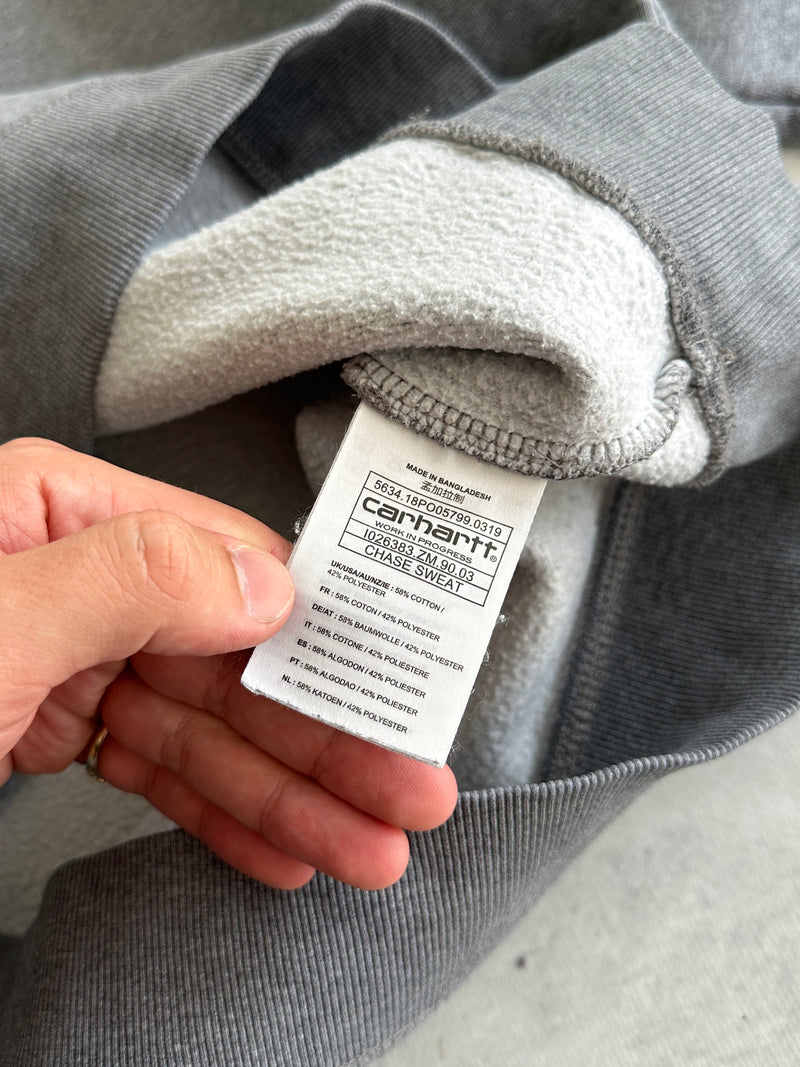 MADE IN BANGLADESH
孟加拉制
5634.18PO05799.0319
carhartt®
WORK IN PROGRESS
I026383.ZM.90.03
CHASE SWEAT
UK/USA/AU/NZ/IE : 58% COTTON /
42% POLYESTER
FR : 58% COTON / 42% POLYESTER
DE/AT : 58% BAUMWOLLE / 42% POLYESTER
IT : 58% COTONE / 42% POLIESTERE
ES : 58% ALGODON / 42% POLIESTER
PT : 58% ALGODAO / 42% POLIESTER
NL : 58% KATOEN / 42% POLYESTER